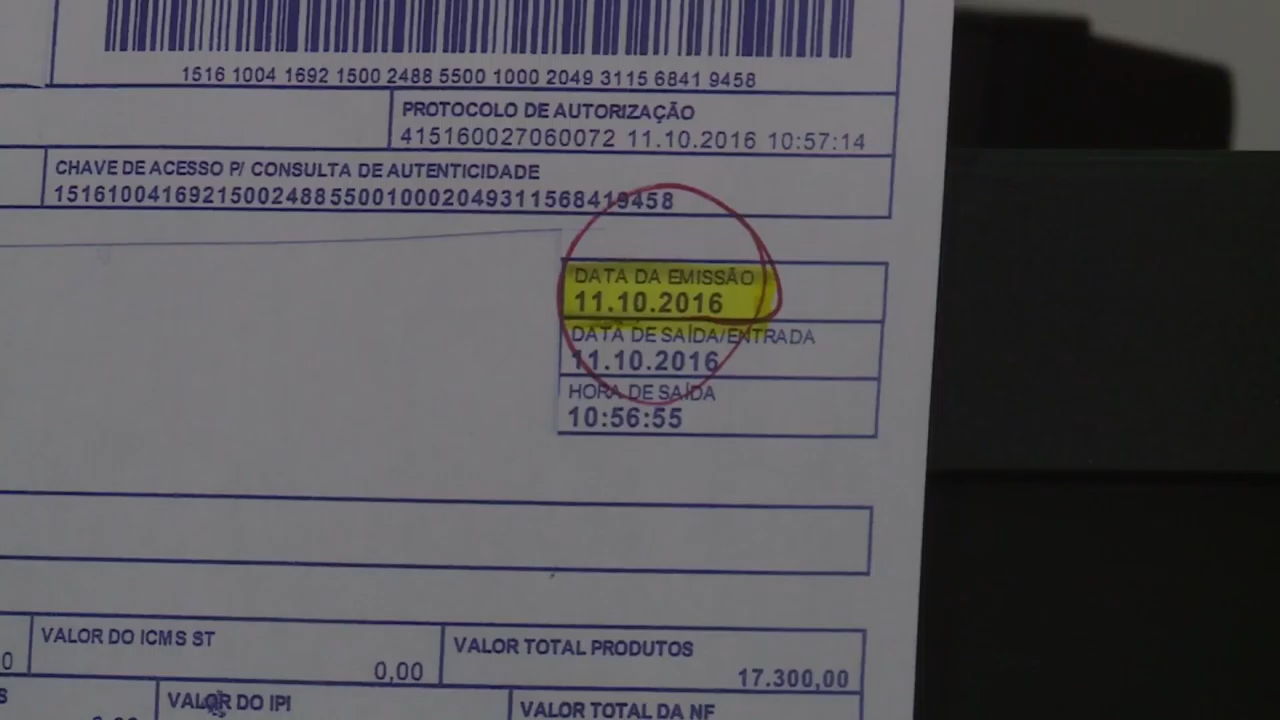 1516 1004 1692 1500 2488 5500 1000 2049 3115 6841 9458
PROTOCOLO DE AUTORIZAÇÃO
415160027060072 11.10.2016 10:57:14
CHAVE DE ACESSO P/ CONSULTA DE AUTENTICIDADE
15161004169215002488550010002049311568419458
DATA DA EMISSÃO
11.10.2016
DATA DE SAÍDA/ENTRADA
11.10.2016
HORA DE SAÍDA
10:56:55
VALOR DO ICMS ST
0,00
VALOR TOTAL PRODUTOS
17.300,00
VALOR DO IPI
VALOR TOTAL DA NF